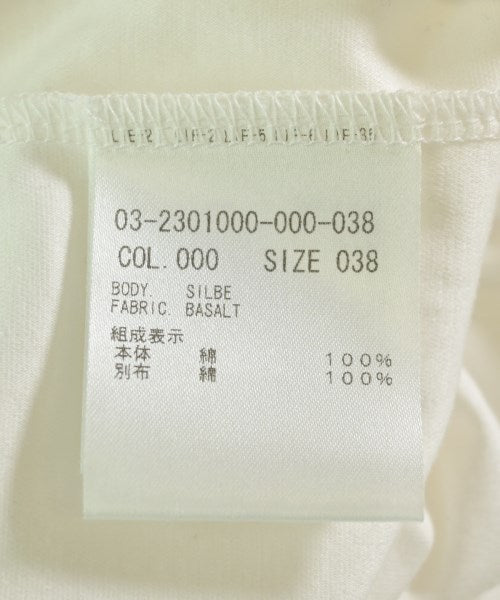 03-2301000-000-038
COL. 000 SIZE 038
BODY. SILBE
FABRIC. BASALT
組成表示
本体 綿 100%
別布 綿 100%